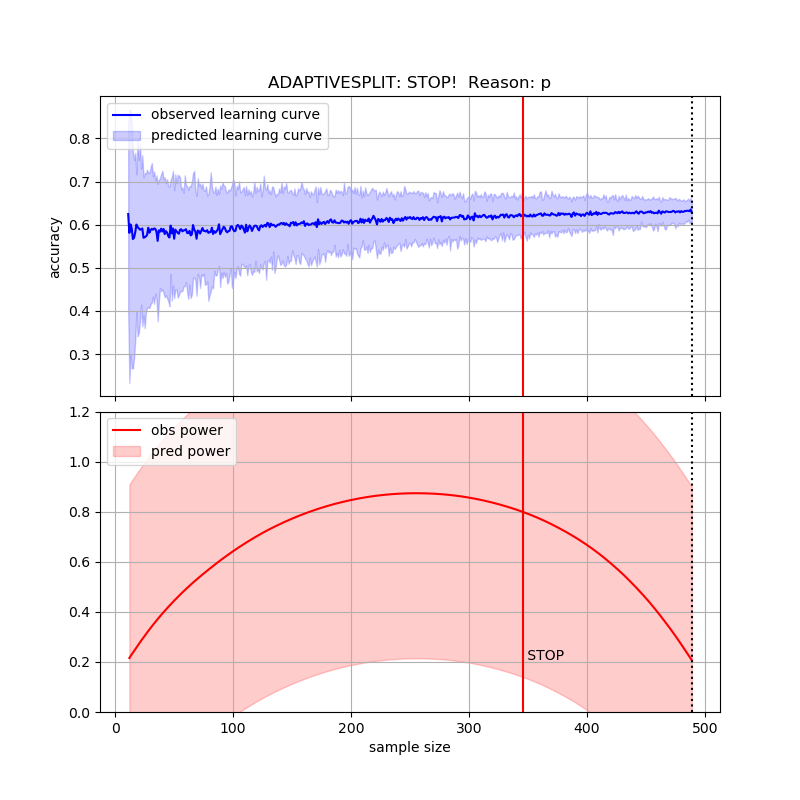 ADAPTIVESPLIT: STOP!  Reason: p
observed learning curve
predicted learning curve
0.8
0.7
0.6
0.5
0.4
0.3
accuracy
obs power
pred power
1.2
1.0
0.8
0.6
0.4
0.2
0.0
STOP
0 100 200 300 400 500
sample size